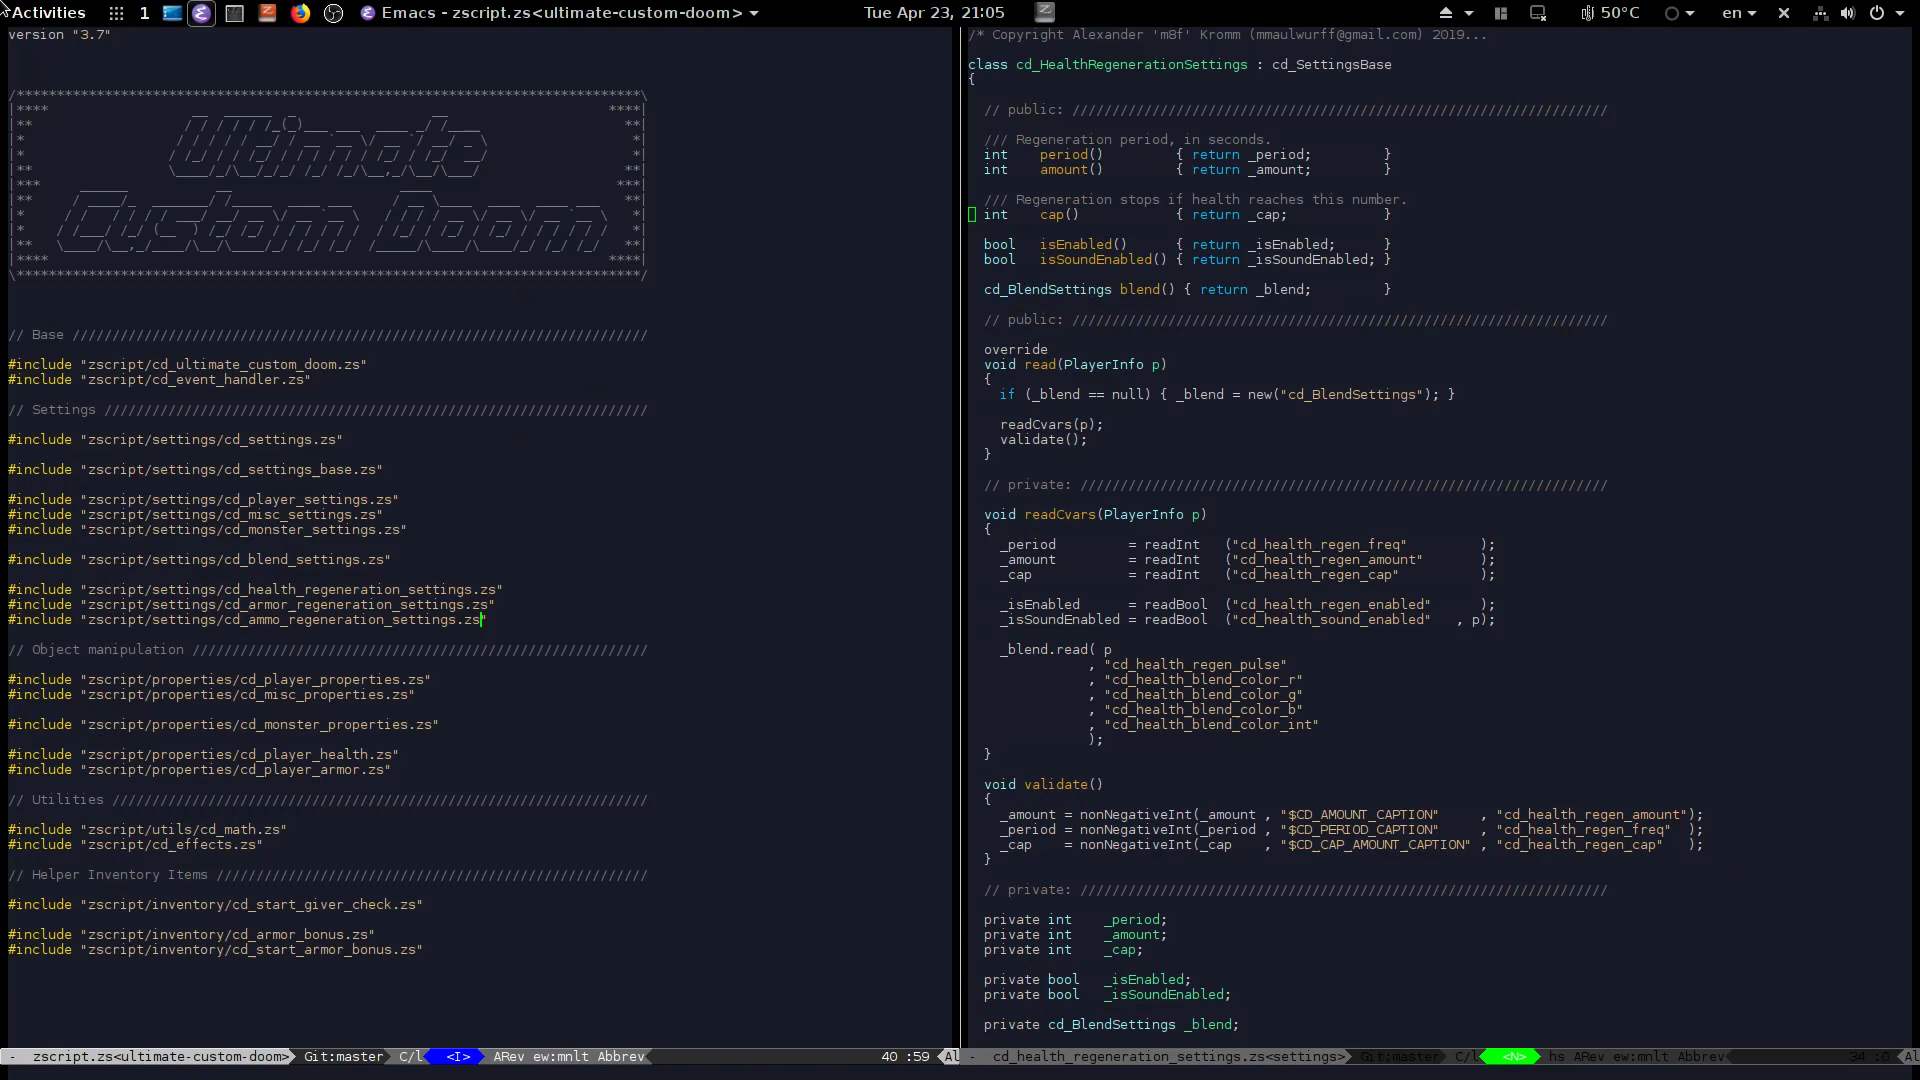 Activities 1 Emacs - zscript.zs<ultimate-custom-doom> Tue Apr 23, 21:05 50°C en
version "3.7"
Ultimate
Custom Doom
// Base ////////////////////////////////////////////////////////////////////////
#include "zscript/cd_ultimate_custom_doom.zs"
#include "zscript/cd_event_handler.zs"
// Settings ////////////////////////////////////////////////////////////////////
#include "zscript/settings/cd_settings.zs"
#include "zscript/settings/cd_settings_base.zs"
#include "zscript/settings/cd_player_settings.zs"
#include "zscript/settings/cd_misc_settings.zs"
#include "zscript/settings/cd_monster_settings.zs"
#include "zscript/settings/cd_blend_settings.zs"
#include "zscript/settings/cd_health_regeneration_settings.zs"
#include "zscript/settings/cd_armor_regeneration_settings.zs"
#include "zscript/settings/cd_ammo_regeneration_settings.zs"
// Object manipulation /////////////////////////////////////////////////////////
#include "zscript/properties/cd_player_properties.zs"
#include "zscript/properties/cd_misc_properties.zs"
#include "zscript/properties/cd_monster_properties.zs"
#include "zscript/properties/cd_player_health.zs"
#include "zscript/properties/cd_player_armor.zs"
// Utilities ///////////////////////////////////////////////////////////////////
#include "zscript/utils/cd_math.zs"
#include "zscript/cd_effects.zs"
// Helper Inventory Items //////////////////////////////////////////////////////
#include "zscript/inventory/cd_start_giver_check.zs"
#include "zscript/inventory/cd_armor_bonus.zs"
#include "zscript/inventory/cd_start_armor_bonus.zs"
- zscript.zs<ultimate-custom-doom> Git:master C/l <I> ARev ew:mnlt Abbrev 40 :59 Al
/* Copyright Alexander 'm8f' Kromm (mmaulwurff@gmail.com) 2019...
class cd_HealthRegenerationSettings : cd_SettingsBase
{
// public: ///////////////////////////////////////////////////////////////////
/// Regeneration period, in seconds.
int period() { return _period; }
int amount() { return _amount; }
/// Regeneration stops if health reaches this number.
int cap() { return _cap; }
bool isEnabled() { return _isEnabled; }
bool isSoundEnabled() { return _isSoundEnabled; }
cd_BlendSettings blend() { return _blend; }
// public: ///////////////////////////////////////////////////////////////////
override
void read(PlayerInfo p)
{
if (_blend == null) { _blend = new("cd_BlendSettings"); }
readCvars(p);
validate();
}
// private: //////////////////////////////////////////////////////////////////
void readCvars(PlayerInfo p)
{
_period = readInt ("cd_health_regen_freq" );
_amount = readInt ("cd_health_regen_amount" );
_cap = readInt ("cd_health_regen_cap" );
_isEnabled = readBool ("cd_health_regen_enabled" );
_isSoundEnabled = readBool ("cd_health_sound_enabled" , p);
_blend.read( p
, "cd_health_regen_pulse"
, "cd_health_blend_color_r"
, "cd_health_blend_color_g"
, "cd_health_blend_color_b"
, "cd_health_blend_color_int"
);
}
void validate()
{
_amount = nonNegativeInt(_amount , "$CD_AMOUNT_CAPTION" , "cd_health_regen_amount");
_period = nonNegativeInt(_period , "$CD_PERIOD_CAPTION" , "cd_health_regen_freq" );
_cap = nonNegativeInt(_cap , "$CD_CAP_AMOUNT_CAPTION" , "cd_health_regen_cap" );
}
// private: //////////////////////////////////////////////////////////////////
private int _period;
private int _amount;
private int _cap;
private bool _isEnabled;
private bool _isSoundEnabled;
private cd_BlendSettings _blend;
- cd_health_regeneration_settings.zs<settings> Git:master C/l <N> hs ARev ew:mnlt Abbrev 34 :0 Al